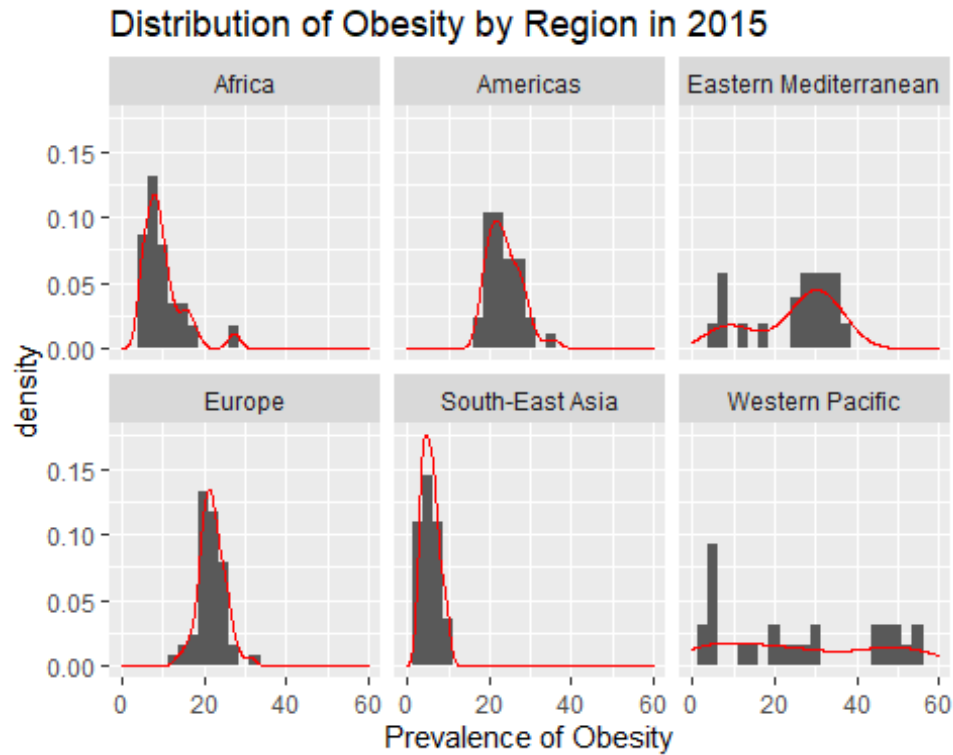 Distribution of Obesity by Region in 2015
Africa
Americas
Eastern Mediterranean
0.15
0.10
0.05
0.00
density
Europe
South-East Asia
Western Pacific
0.15
0.10
0.05
0.00
0 20 40 60 0 20 40 60 0 20 40 60
Prevalence of Obesity